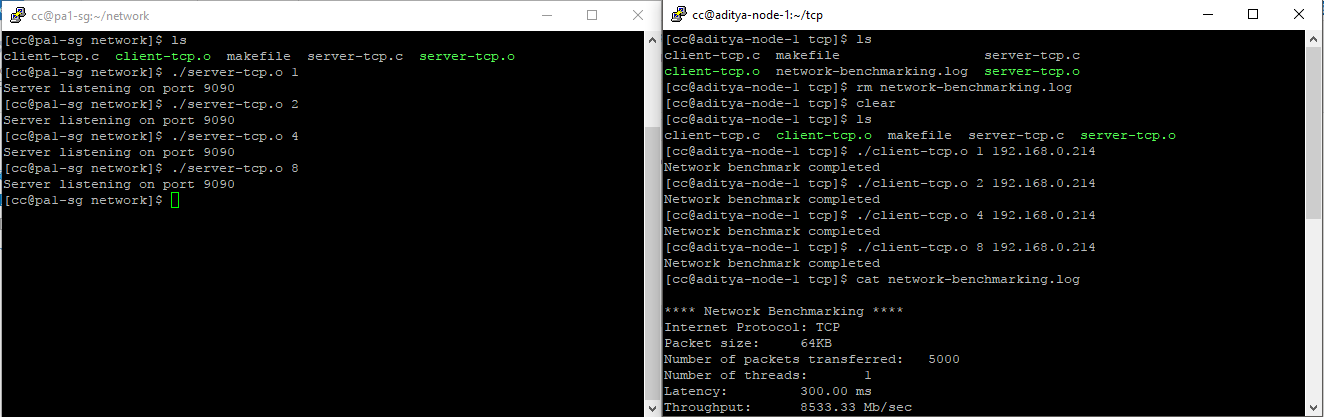 cc@pa1-sg:~/network
[cc@pa1-sg network]$ ls
client-tcp.c  client-tcp.o  makefile  server-tcp.c  server-tcp.o
[cc@pa1-sg network]$ ./server-tcp.o 1
Server listening on port 9090
[cc@pa1-sg network]$ ./server-tcp.o 2
Server listening on port 9090
[cc@pa1-sg network]$ ./server-tcp.o 4
Server listening on port 9090
[cc@pa1-sg network]$ ./server-tcp.o 8
Server listening on port 9090
[cc@pa1-sg network]$
cc@aditya-node-1:~/tcp
[cc@aditya-node-1 tcp]$ ls
client-tcp.c  makefile                  server-tcp.c
client-tcp.o  network-benchmarking.log  server-tcp.o
[cc@aditya-node-1 tcp]$ rm network-benchmarking.log
[cc@aditya-node-1 tcp]$ clear
[cc@aditya-node-1 tcp]$ ls
client-tcp.c  client-tcp.o  makefile  server-tcp.c  server-tcp.o
[cc@aditya-node-1 tcp]$ ./client-tcp.o 1 192.168.0.214
Network benchmark completed
[cc@aditya-node-1 tcp]$ ./client-tcp.o 2 192.168.0.214
Network benchmark completed
[cc@aditya-node-1 tcp]$ ./client-tcp.o 4 192.168.0.214
Network benchmark completed
[cc@aditya-node-1 tcp]$ ./client-tcp.o 8 192.168.0.214
Network benchmark completed
[cc@aditya-node-1 tcp]$ cat network-benchmarking.log
**** Network Benchmarking ****
Internet Protocol: TCP
Packet size:     64KB
Number of packets transferred:   5000
Number of threads:       1
Latency:         300.00 ms
Throughput:      8533.33 Mb/sec